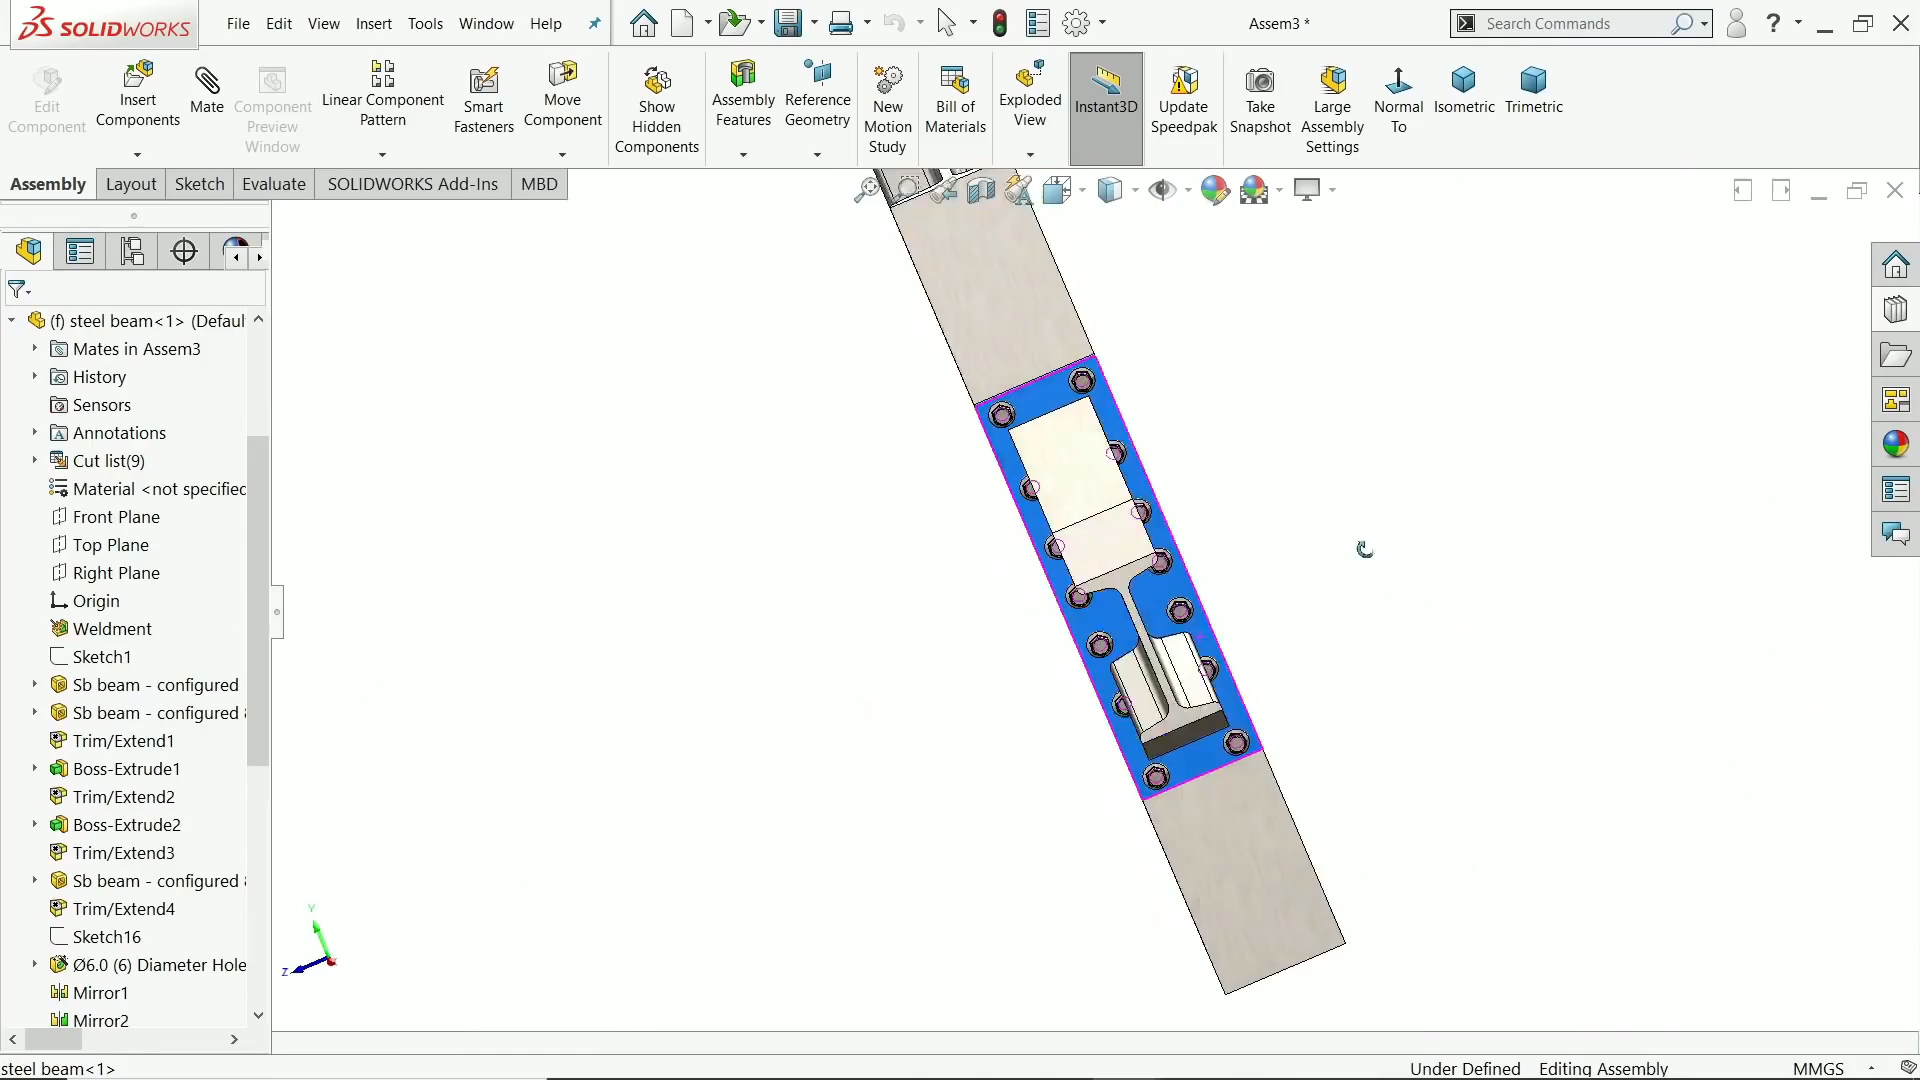 SOLIDWORKS
File Edit View Insert Tools Window Help
Assem3 *
Search Commands
Edit Component
Insert Components
Mate
Component Preview Window
Linear Component Pattern
Smart Fasteners
Move Component
Show Hidden Components
Assembly Features
Reference Geometry
New Motion Study
Bill of Materials
Exploded View
Instant3D
Update Speedpak
Take Snapshot
Large Assembly Settings
Normal To
Isometric
Trimetric
Assembly Layout Sketch Evaluate SOLIDWORKS Add-Ins MBD
(f) steel beam<1> (Defaul
Mates in Assem3
History
Sensors
Annotations
Cut list(9)
Material <not specified
Front Plane
Top Plane
Right Plane
Origin
Weldment
Sketch1
Sb beam - configured
Sb beam - configured
Trim/Extend1
Boss-Extrude1
Trim/Extend2
Boss-Extrude2
Trim/Extend3
Sb beam - configured
Trim/Extend4
Sketch16
Ø6.0 (6) Diameter Hole
Mirror1
Mirror2
Y
Z
steel beam<1>
Under Defined Editing Assembly MMGS